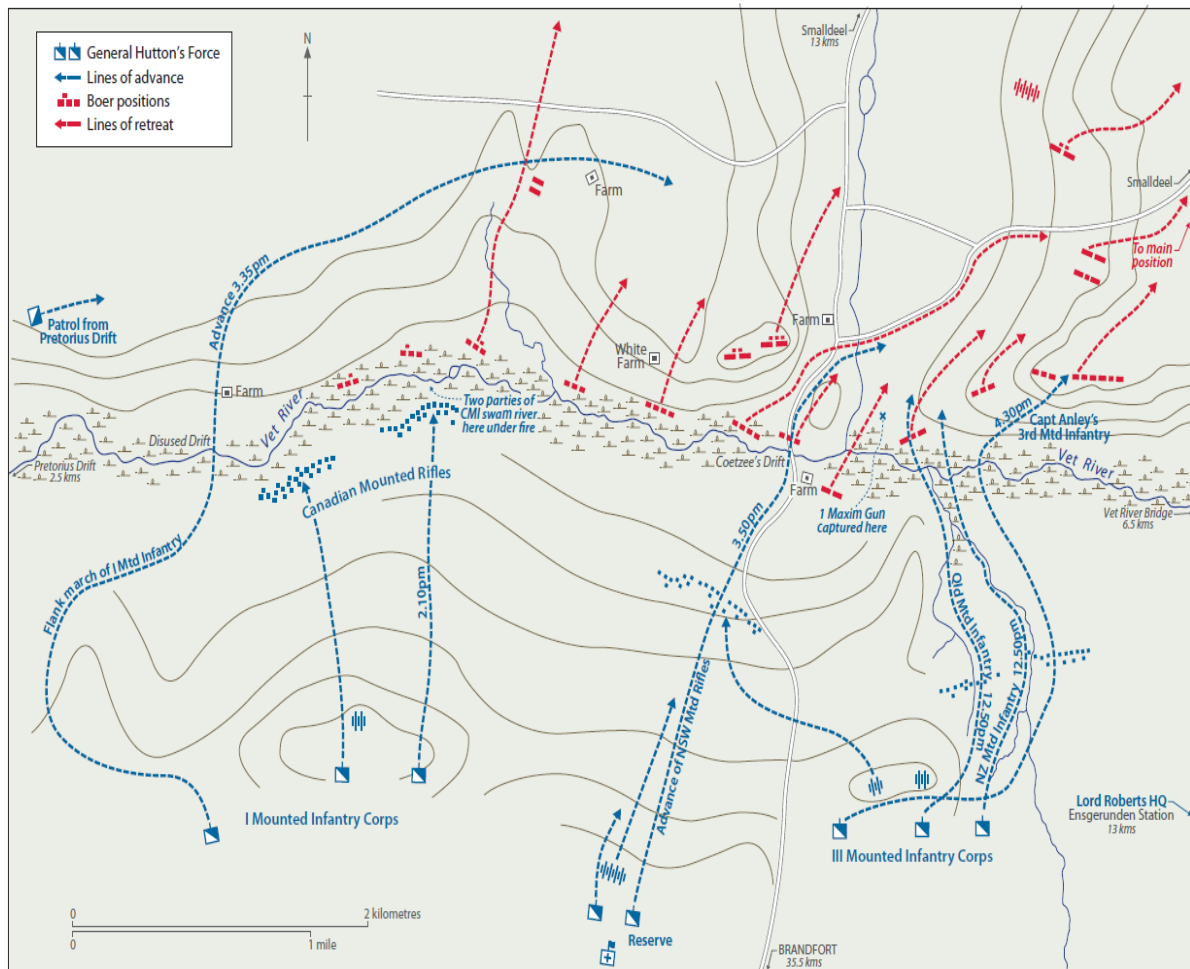 General Hutton's Force
Lines of advance
Boer positions
Lines of retreat
N
Smalldeel
13 kms
Farm
Smalldeel
To main
position
Advance 3.35pm
Patrol from
Pretorius Drift
Farm
White
Farm
Farm
Vet River
Two parties of
CMI swam river
here under fire
4.30pm
Capt Anley's
3rd Mtd Infantry
Disused Drift
Pretorius Drift
2.5 kms
Canadian Mounted Rifles
Coetzee's Drift
Farm
Vet River
Vet River Bridge
6.5 kms
1 Maxim Gun
captured here
3.50pm
Flank march of I Mtd Infantry
2.10pm
Advance of NSW Mtd Rifles
Qld Mtd Infantry 12.50pm
NZ Mtd Infantry 12.50pm
I Mounted Infantry Corps
III Mounted Infantry Corps
Lord Roberts HQ
Ensgerunden Station
13 kms
Reserve
0
2 kilometres
0
1 mile
BRANDFORT
35.5 kms